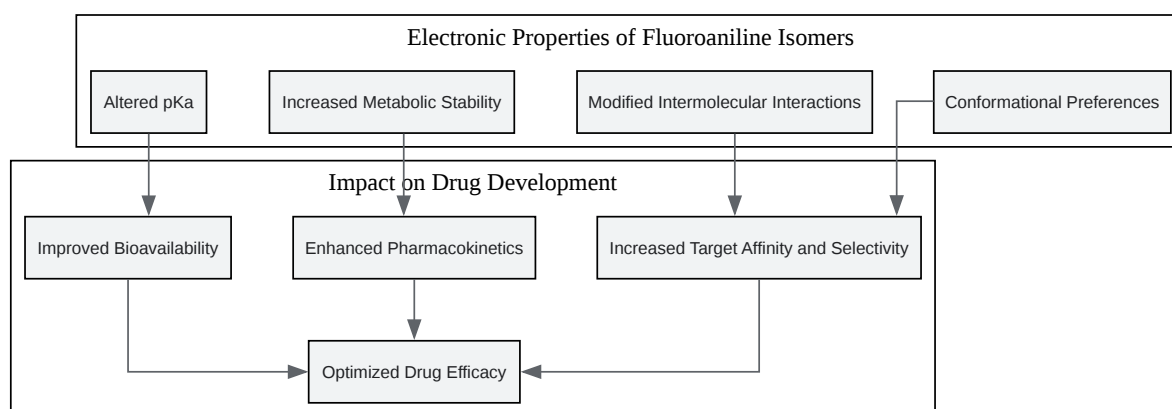 Electronic Properties of Fluoroaniline Isomers
Altered pKa
Increased Metabolic Stability
Modified Intermolecular Interactions
Conformational Preferences
Impact on Drug Development
Improved Bioavailability
Enhanced Pharmacokinetics
Increased Target Affinity and Selectivity
Optimized Drug Efficacy